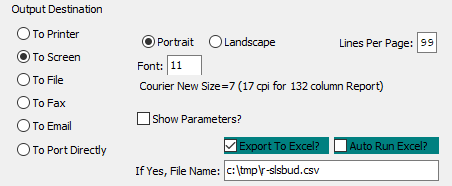 Output Destination
To Printer
To Screen
To File
To Fax
To Email
To Port Directly
Portrait
Landscape
Lines Per Page: 99
Font: 11
Courier New Size=7 (17 cpi for 132 column Report)
Show Parameters?
Export To Excel?
Auto Run Excel?
If Yes, File Name: c:\tmp\r-slsbud.csv